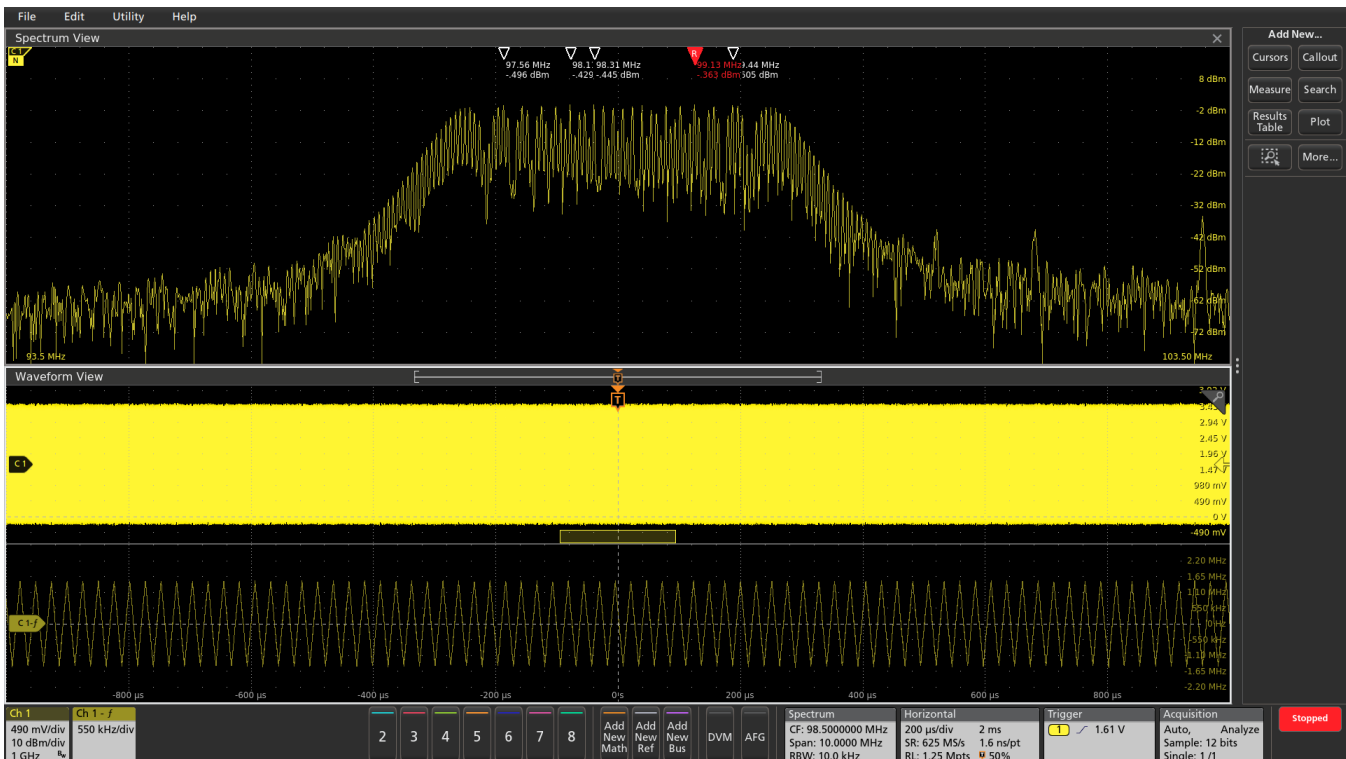 File Edit Utility Help
Spectrum View
C1
N
R
97.56 MHz 98.1 98.31 MHz 99.13 MHz .44 MHz
-.496 dBm -.429 -.445 dBm -.363 dBm 505 dBm
8 dBm
-2 dBm
-12 dBm
-22 dBm
-32 dBm
-42 dBm
-52 dBm
-62 dBm
-72 dBm
93.5 MHz 103.50 MHz
Waveform View
T
T
2.94 V
2.45 V
1.96 V
C1
1.47 V
980 mV
490 mV
0 V
-490 mV
2.20 MHz
1.65 MHz
1.10 MHz
550 kHz
C1-f
0 Hz
-550 kHz
-1.10 MHz
-1.65 MHz
-2.20 MHz
-800 µs -600 µs -400 µs -200 µs 0 s 200 µs 400 µs 600 µs 800 µs
Add New...
Cursors Callout
Measure Search
Results Table Plot
More...
Ch 1
490 mV/div
10 dBm/div
1 GHz Bw
Ch 1 - f
550 kHz/div
2 3 4 5 6 7 8
Add New Math
Add New Ref
Add New Bus
DVM AFG
Spectrum
CF: 98.5000000 MHz
Span: 10.0000 MHz
RBW: 10.0 kHz
Horizontal
200 µs/div 2 ms
SR: 625 MS/s 1.6 ns/pt
RL: 1.25 Mpts 50%
Trigger
1 1.61 V
Acquisition
Auto, Analyze
Sample: 12 bits
Single: 1/1
Stopped